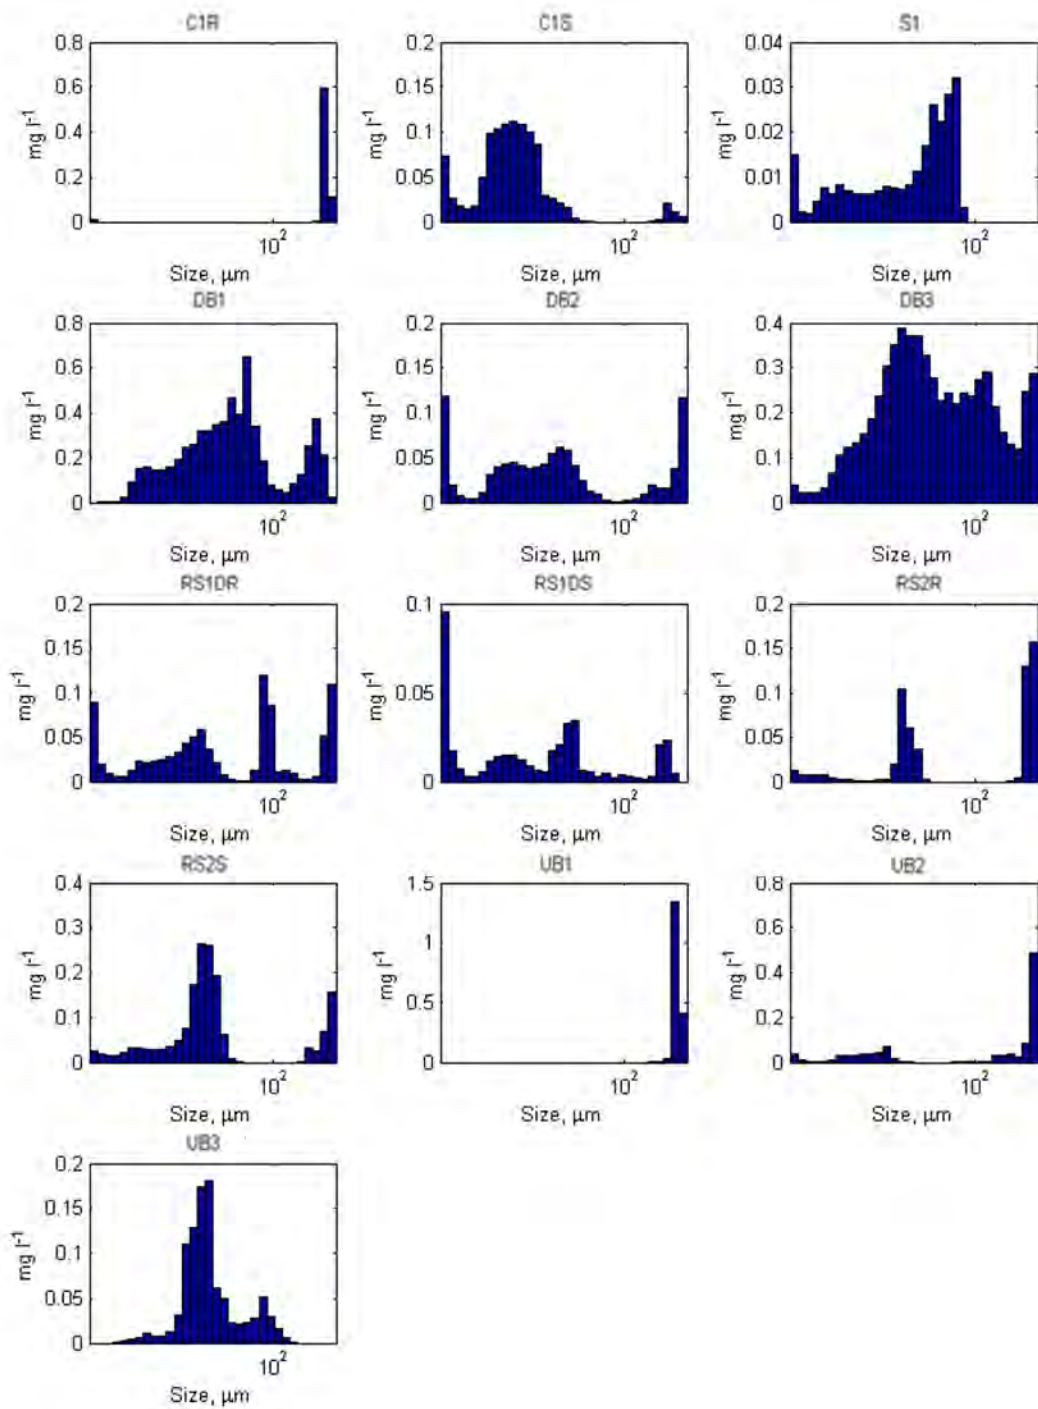 C1R C1S S1
0.8 0.2 0.04
0.6 0.15 0.03
mg l⁻¹ mg l⁻¹ mg l⁻¹
0.4 0.1 0.02
0.2 0.05 0.01
0 0 0
10² 10² 10²
Size, µm Size, µm Size, µm
DB1 DB2 DB3
0.8 0.2 0.4
0.6 0.15 0.3
mg l⁻¹ mg l⁻¹ mg l⁻¹
0.4 0.1 0.2
0.2 0.05 0.1
0 0 0
10² 10² 10²
Size, µm Size, µm Size, µm
RS1DR RS1DS RS2R
0.2 0.1 0.2
0.15 0.15
mg l⁻¹ mg l⁻¹ mg l⁻¹
0.1 0.05 0.1
0.05 0.05
0 0 0
10² 10² 10²
Size, µm Size, µm Size, µm
RS2S UB1 UB2
0.4 1.5 0.8
0.3 1 0.6
mg l⁻¹ mg l⁻¹ mg l⁻¹
0.2 0.5 0.4
0.1 0.2
0 0 0
10² 10² 10²
Size, µm Size, µm Size, µm
UB3
0.2
0.15
mg l⁻¹
0.1
0.05
0
10²
Size, µm